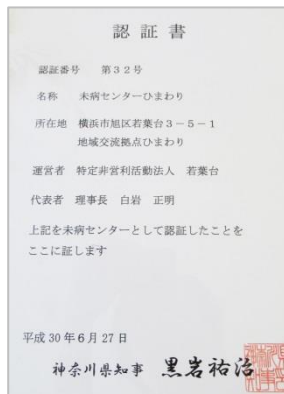 認証書
認証番号　第３２号
名称　未病センターひまわり
所在地　横浜市旭区若葉台３－５－１
地域交流拠点ひまわり
運営者　特定非営利活動法人　若葉台
代表者　理事長　白岩　正明
上記を未病センターとして認証したことを
ここに証します
平成30年６月27日
神奈川県知事　黒岩祐治